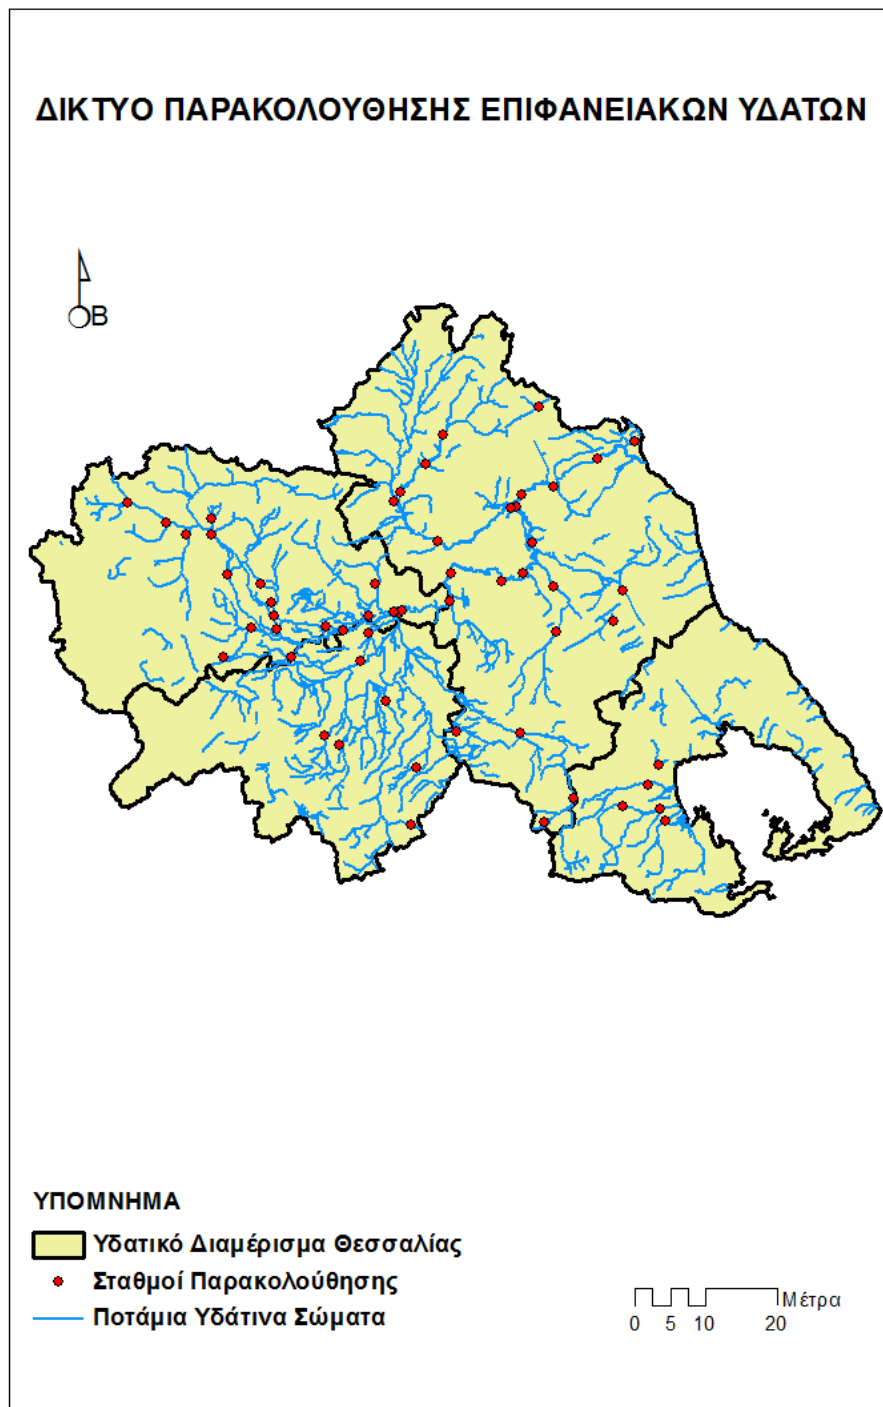 ΔΙΚΤΥΟ ΠΑΡΑΚΟΛΟΥΘΗΣΗΣ ΕΠΙΦΑΝΕΙΑΚΩΝ ΥΔΑΤΩΝ
Β
ΥΠΟΜΝΗΜΑ
Υδατικό Διαμέρισμα Θεσσαλίας
Σταθμοί Παρακολούθησης
Ποτάμια Υδάτινα Σώματα
Μέτρα
0 5 10 20